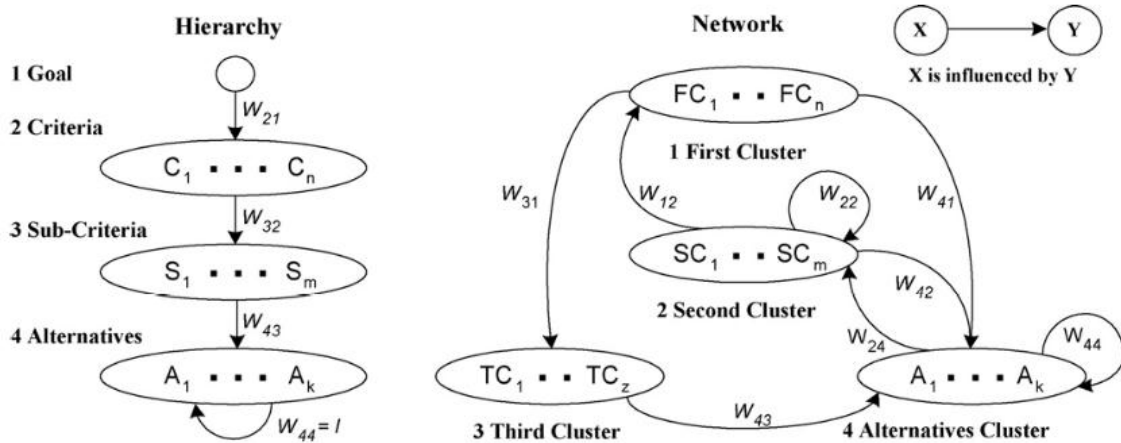 Hierarchy
1 Goal
W21
2 Criteria
C1 ▪ ▪ ▪ Cn
W32
3 Sub-Criteria
S1 ▪ ▪ ▪ Sm
W43
4 Alternatives
A1 ▪ ▪ ▪ Ak
W44 = I
Network
X
Y
X is influenced by Y
FC1 ▪ ▪ FCn
1 First Cluster
W31
W12
W22
W41
SC1 ▪ ▪ SCm
2 Second Cluster
W42
W24
W44
TC1 ▪ ▪ TCz
3 Third Cluster
W43
A1 ▪ ▪ ▪ Ak
4 Alternatives Cluster